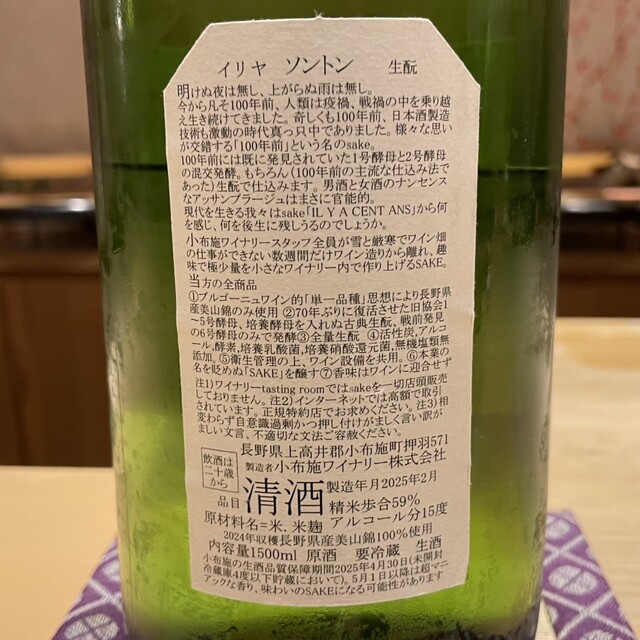 イリヤ ソントン 生酛
明けぬ夜は無し、上がらぬ雨は無し。
今から凡そ100年前、人類は疫禍、戦禍の中を乗り越
え生き続けてきました。奇しくも100年前、日本酒製造
技術も激動の時代真っ只中でありました。様々な思い
が交錯する「100年前」という名のsake。
100年前には既に発見されていた1号酵母と2号酵母
の混交発酵。もちろん(100年前の主流な仕込み法で
あった)生酛で仕込みます。男酒と女酒のナンセンス
なアッサンブラージュはまさに官能的。
現代を生きる我々はsake「IL Y A CENT ANS」から何
を感じ、何を後生に残しうるのでしょうか。
小布施ワイナリースタッフ全員が雪と厳寒でワイン畑
の仕事ができない数週間だけワイン造りから離れ、趣
味で極少量を小さなワイナリー内で作り上げるSAKE。
当方の全商品
①ブルゴーニュワイン的「単一品種」思想により長野県
産美山錦のみ使用 ②70年ぶりに復活させた旧協会1
~5号酵母、培養酵母を入れぬ古典生酛、戦前発見
の6号酵母のみで発酵③全量生酛 ④活性炭,アルコ
ール,酵素,培養乳酸菌,培養硝酸還元菌,無機塩類無
添加。⑤衛生管理の上、ワイン設備を共用。⑥本業の
名を貶めぬ「SAKE」を醸す⑦香味はワインに迎合せず
注1)ワイナリーtasting roomではsakeを一切店頭販売
しておりません。注2)インターネットでは高額で取引
されています。正規特約店でお求めください。注3)相
変わらず自意識過剰かつ押し付けがましく言い訳が
ましい文言、不適切な文法ご容赦ください。
長野県上高井郡小布施町押羽571
製造者 小布施ワイナリー株式会社
飲酒は
二十歳
から
製造年月2025年2月
品目 清酒 精米歩合59%
原材料名=米.米麹 アルコール分15度
2024年収穫長野県産美山錦100%使用
内容量1500ml 原酒 要冷蔵 生酒
小布施の生酒品質保障期間2025年4月30日(未開封
冷蔵庫4度以下貯蔵において)。5月1日以降は超マニ
アックな香り、味わいのSAKEになる可能性があります